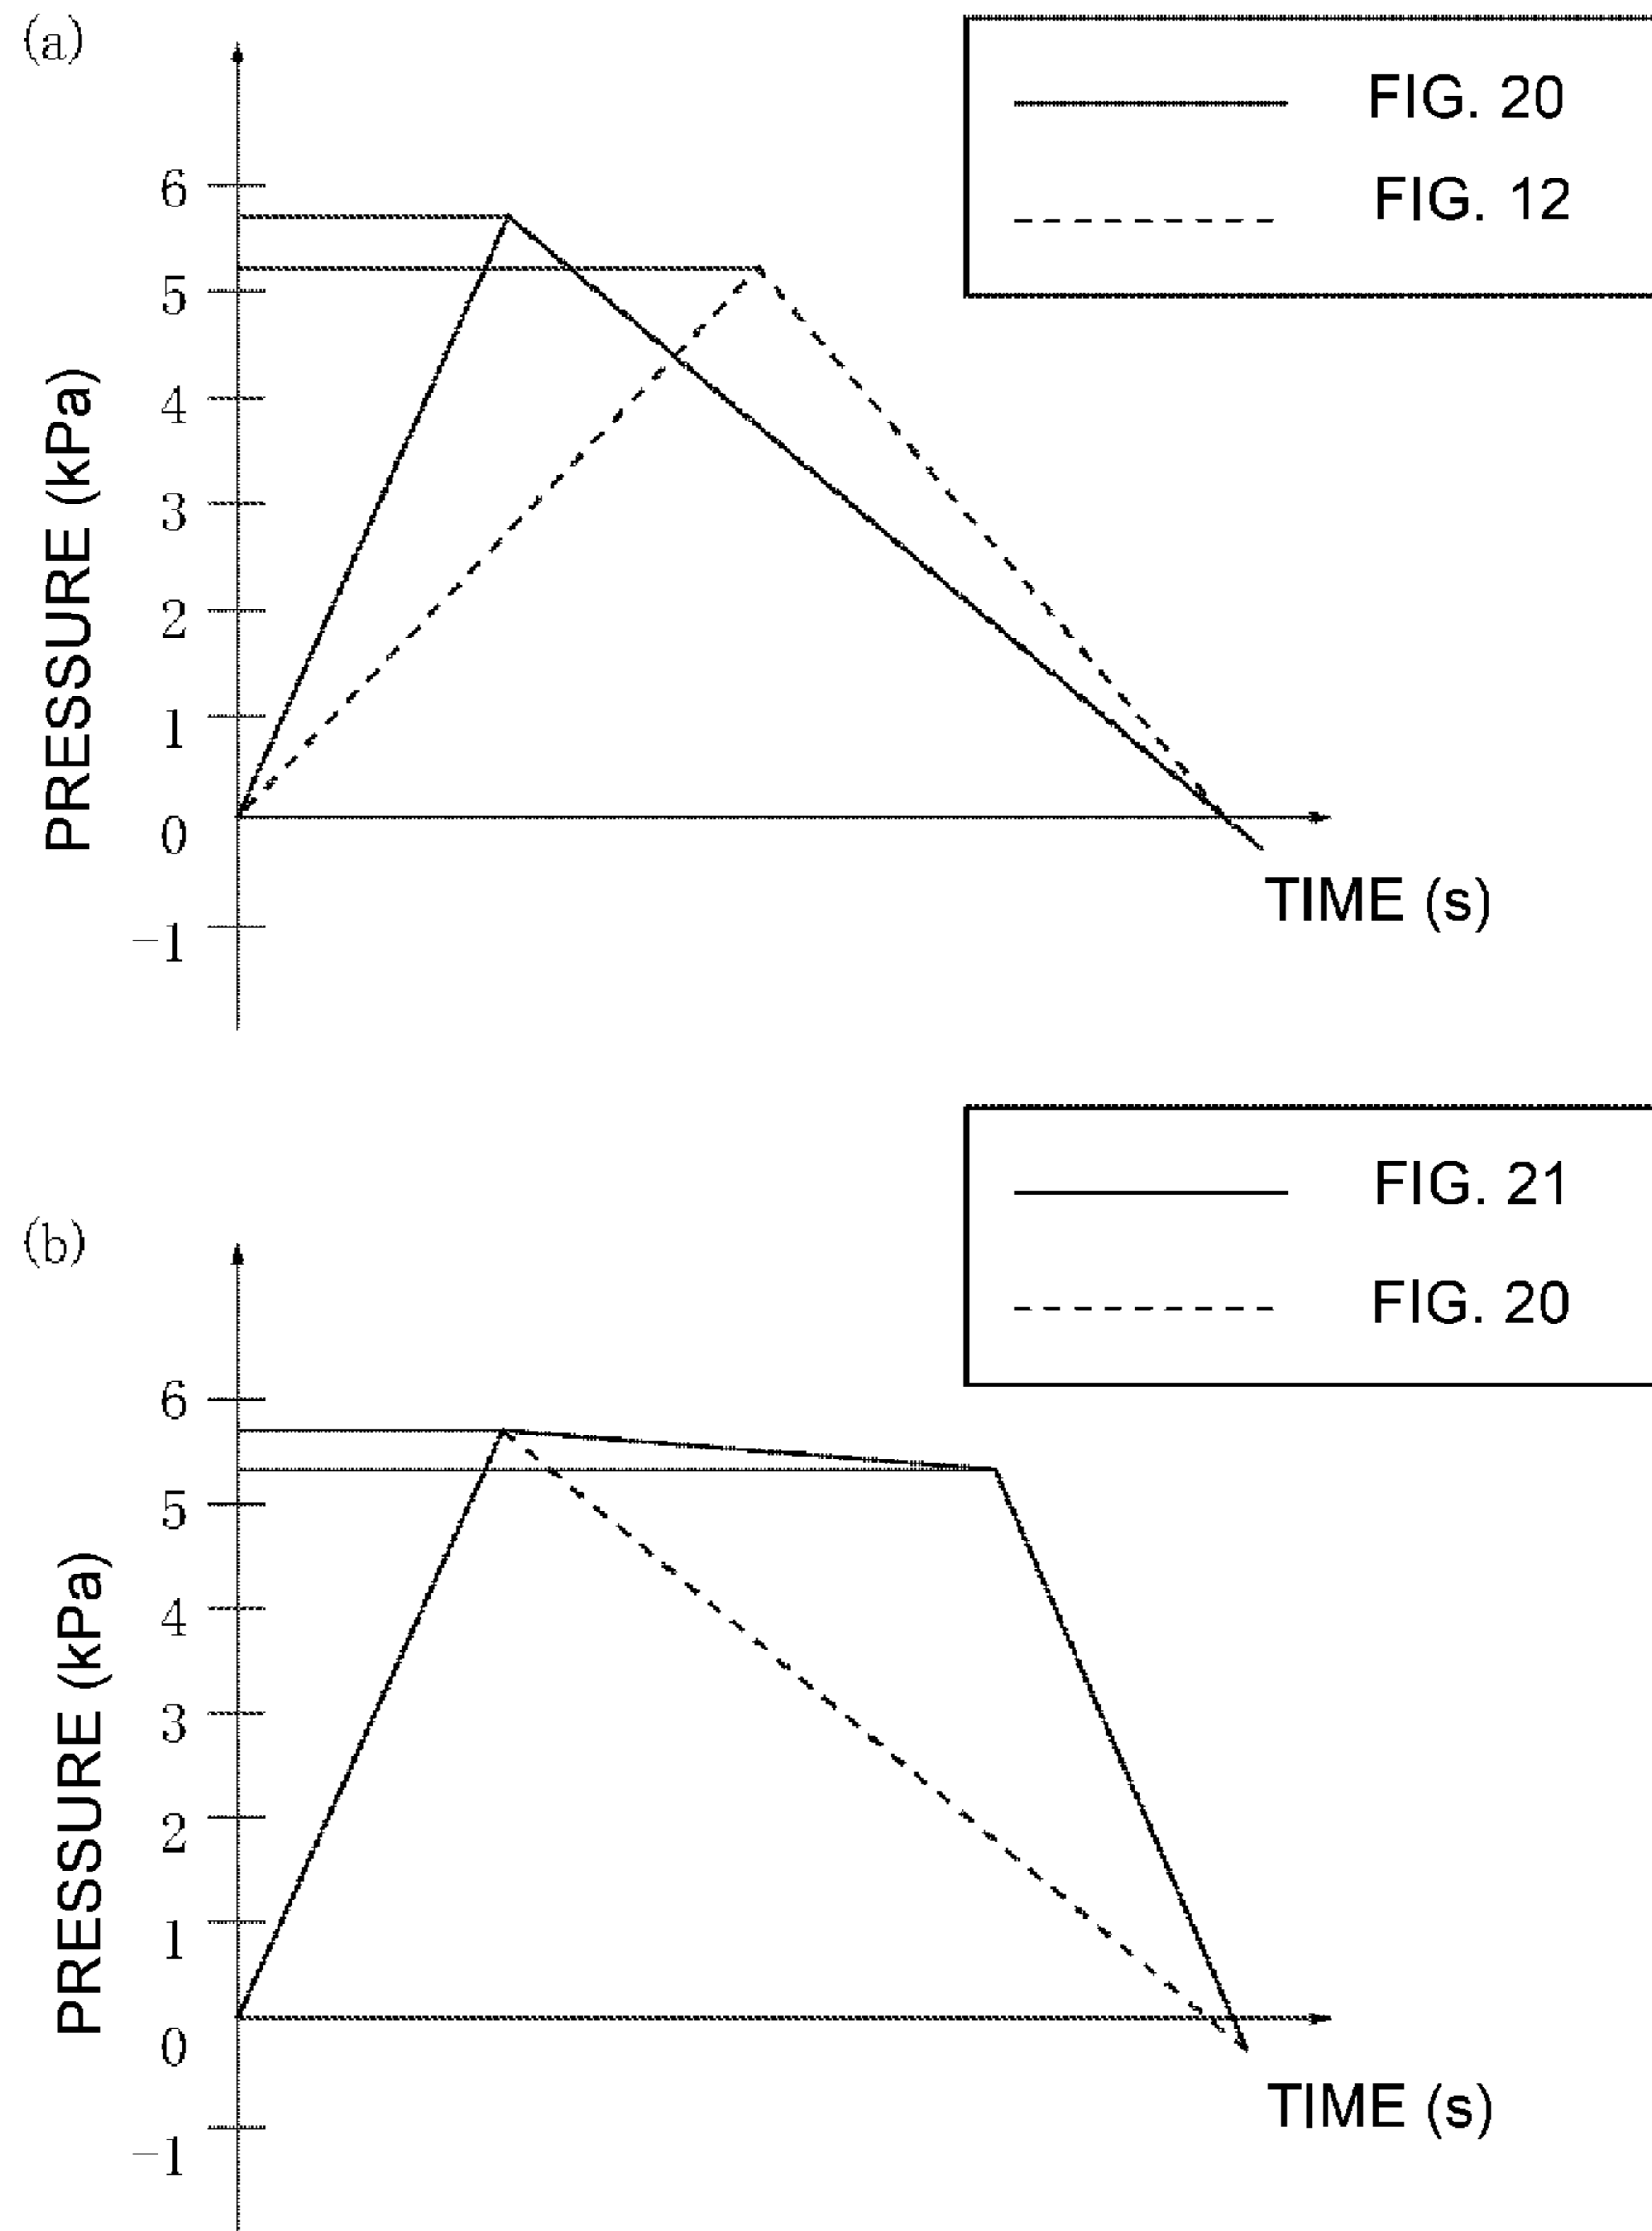 (a)
FIG. 20
FIG. 12
PRESSURE (kPa)
6
5
4
3
2
1
0
−1
TIME (s)
(b)
FIG. 21
FIG. 20
PRESSURE (kPa)
6
5
4
3
2
1
0
−1
TIME (s)